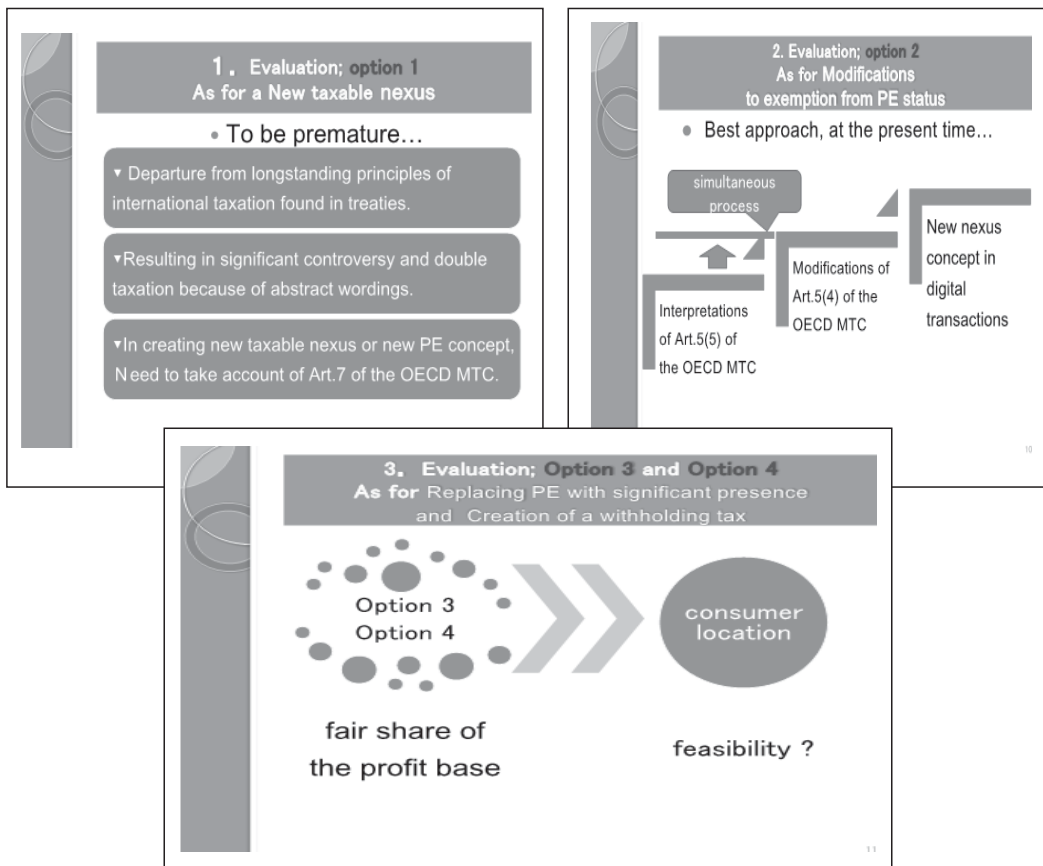 1. Evaluation; option 1
As for a New taxable nexus
• To be premature…
▼ Departure from longstanding principles of
international taxation found in treaties.
▼Resulting in significant controversy and double
taxation because of abstract wordings.
▼In creating new taxable nexus or new PE concept,
Need to take account of Art.7 of the OECD MTC.
2. Evaluation; option 2
As for Modifications
to exemption from PE status
• Best approach, at the present time…
simultaneous
process
Interpretations
of Art.5(5) of
the OECD MTC
Modifications of
Art.5(4) of the
OECD MTC
New nexus
concept in
digital
transactions
10
3. Evaluation; Option 3 and Option 4
As for Replacing PE with significant presence
and Creation of a withholding tax
Option 3
Option 4
consumer
location
fair share of
the profit base
feasibility ?
11